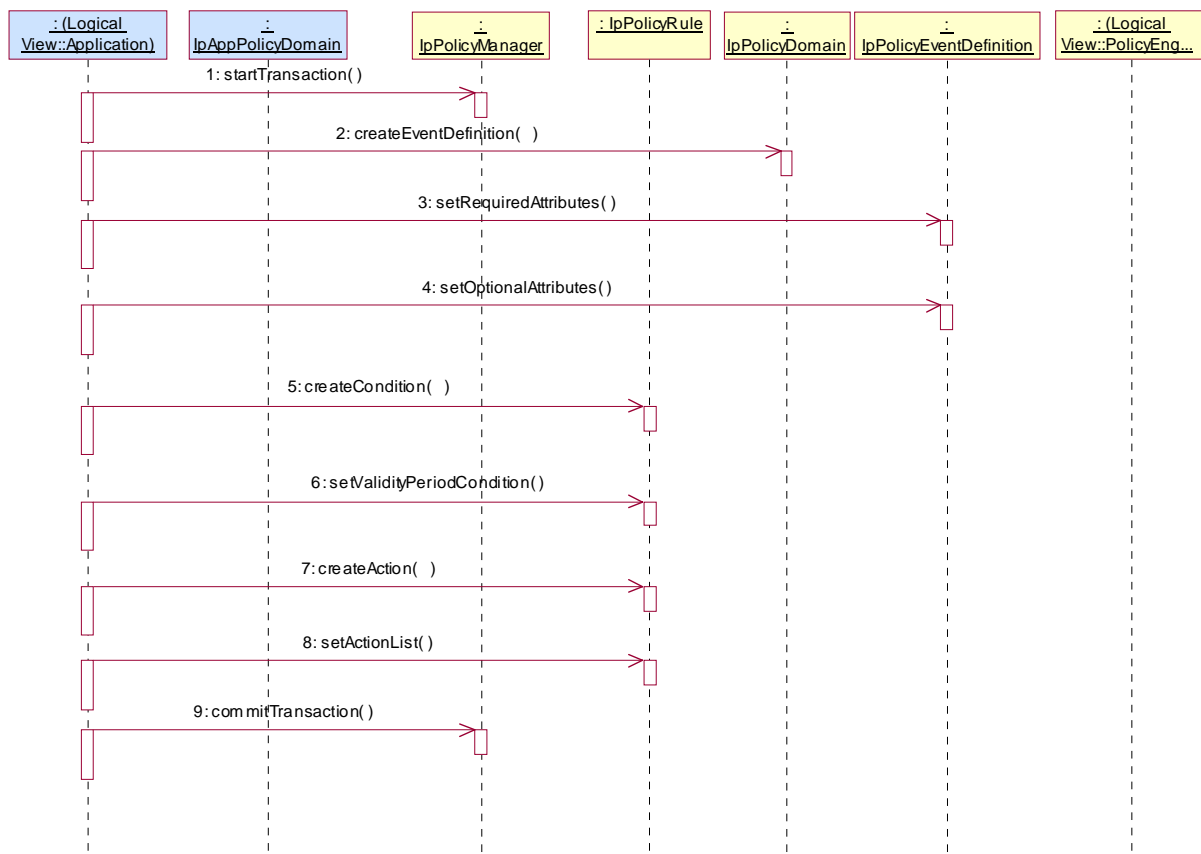 : (Logical
View::Application)
:
IpAppPolicyDomain
:
IpPolicyManager
: IpPolicyRule
:
IpPolicyDomain
:
IpPolicyEventDefinition
: (Logical
View::PolicyEng...
1: startTransaction( )
2: createEventDefinition( )
3: setRequiredAttributes( )
4: setOptionalAttributes( )
5: createCondition( )
6: setValidityPeriodCondition( )
7: createAction( )
8: setActionList( )
9: commitTransaction( )